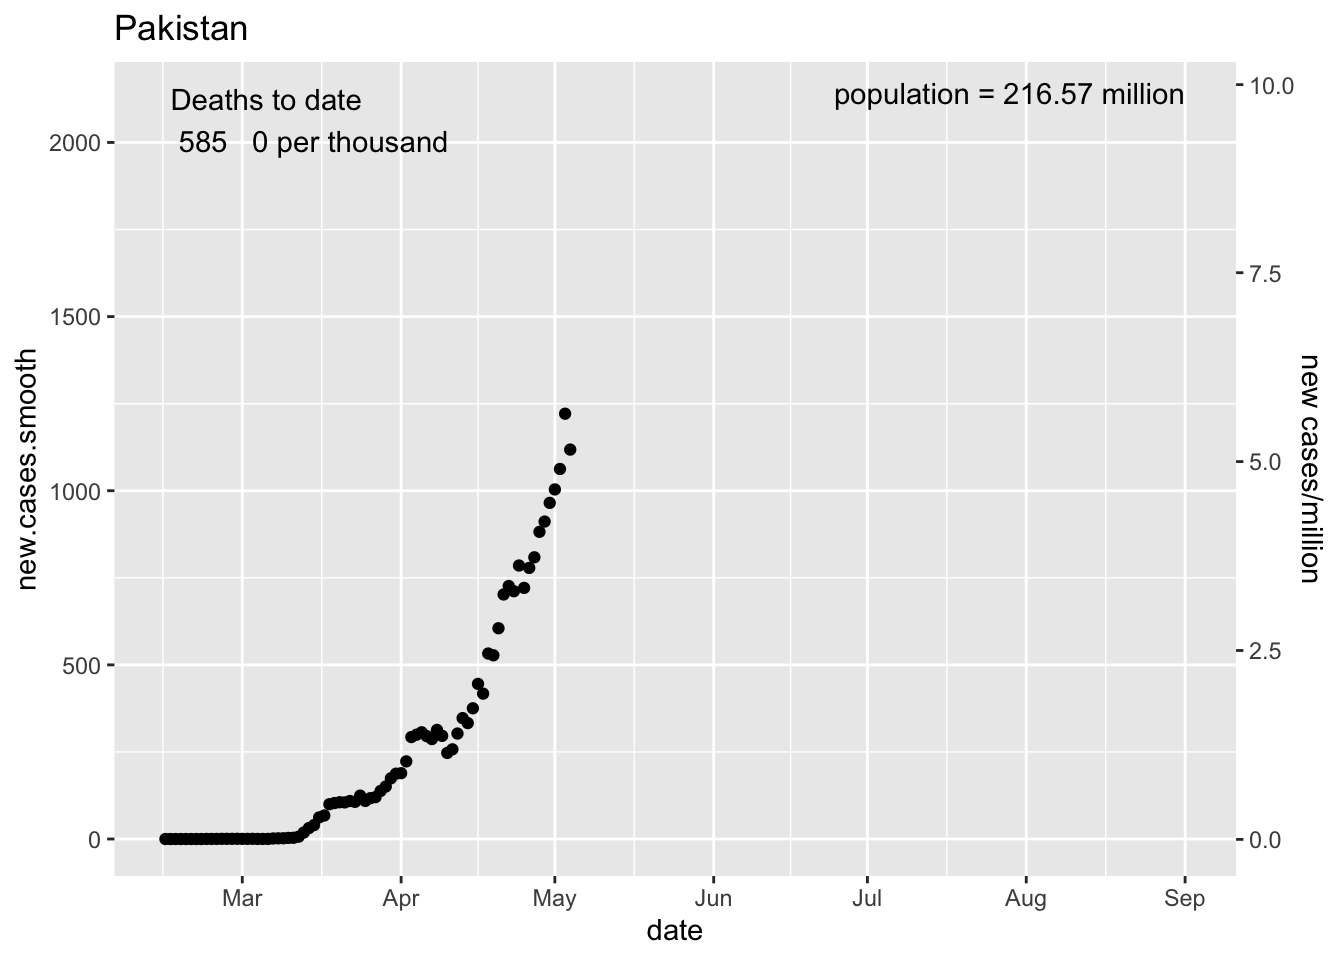 Pakistan
Deaths to date
585 0 per thousand
population = 216.57 million
new.cases.smooth
2000
1500
1000
500
0
10.0
7.5
5.0
2.5
0.0
new cases/million
Mar Apr May Jun Jul Aug Sep
date